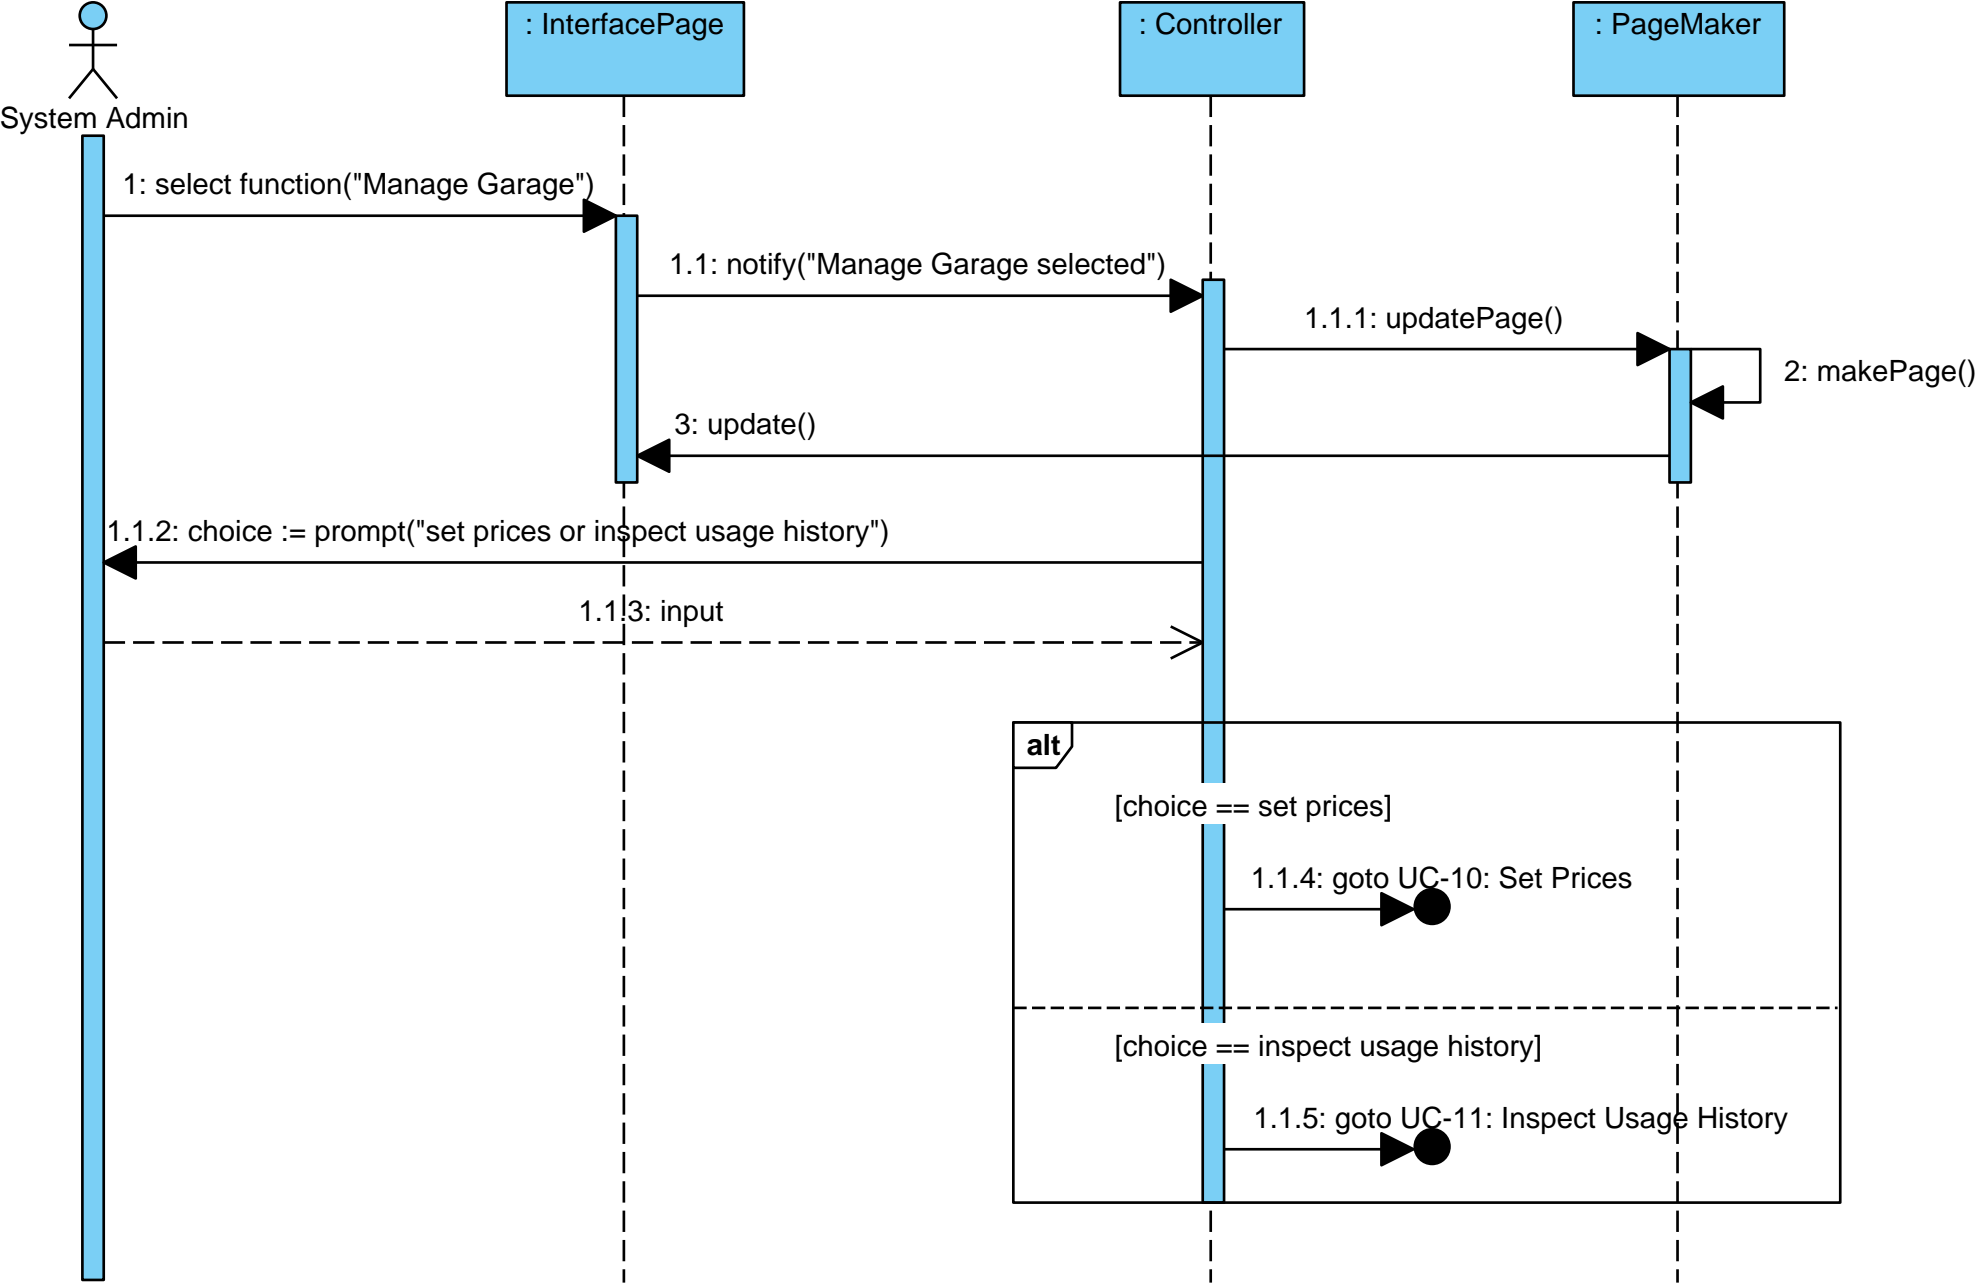 : InterfacePage
: Controller
: PageMaker
System Admin
1: select function("Manage Garage")
1.1: notify("Manage Garage selected")
1.1.1: updatePage()
2: makePage()
3: update()
1.1.2: choice := prompt("set prices or inspect usage history")
1.1.3: input
alt
[choice == set prices]
1.1.4: goto UC-10: Set Prices
[choice == inspect usage history]
1.1.5: goto UC-11: Inspect Usage History